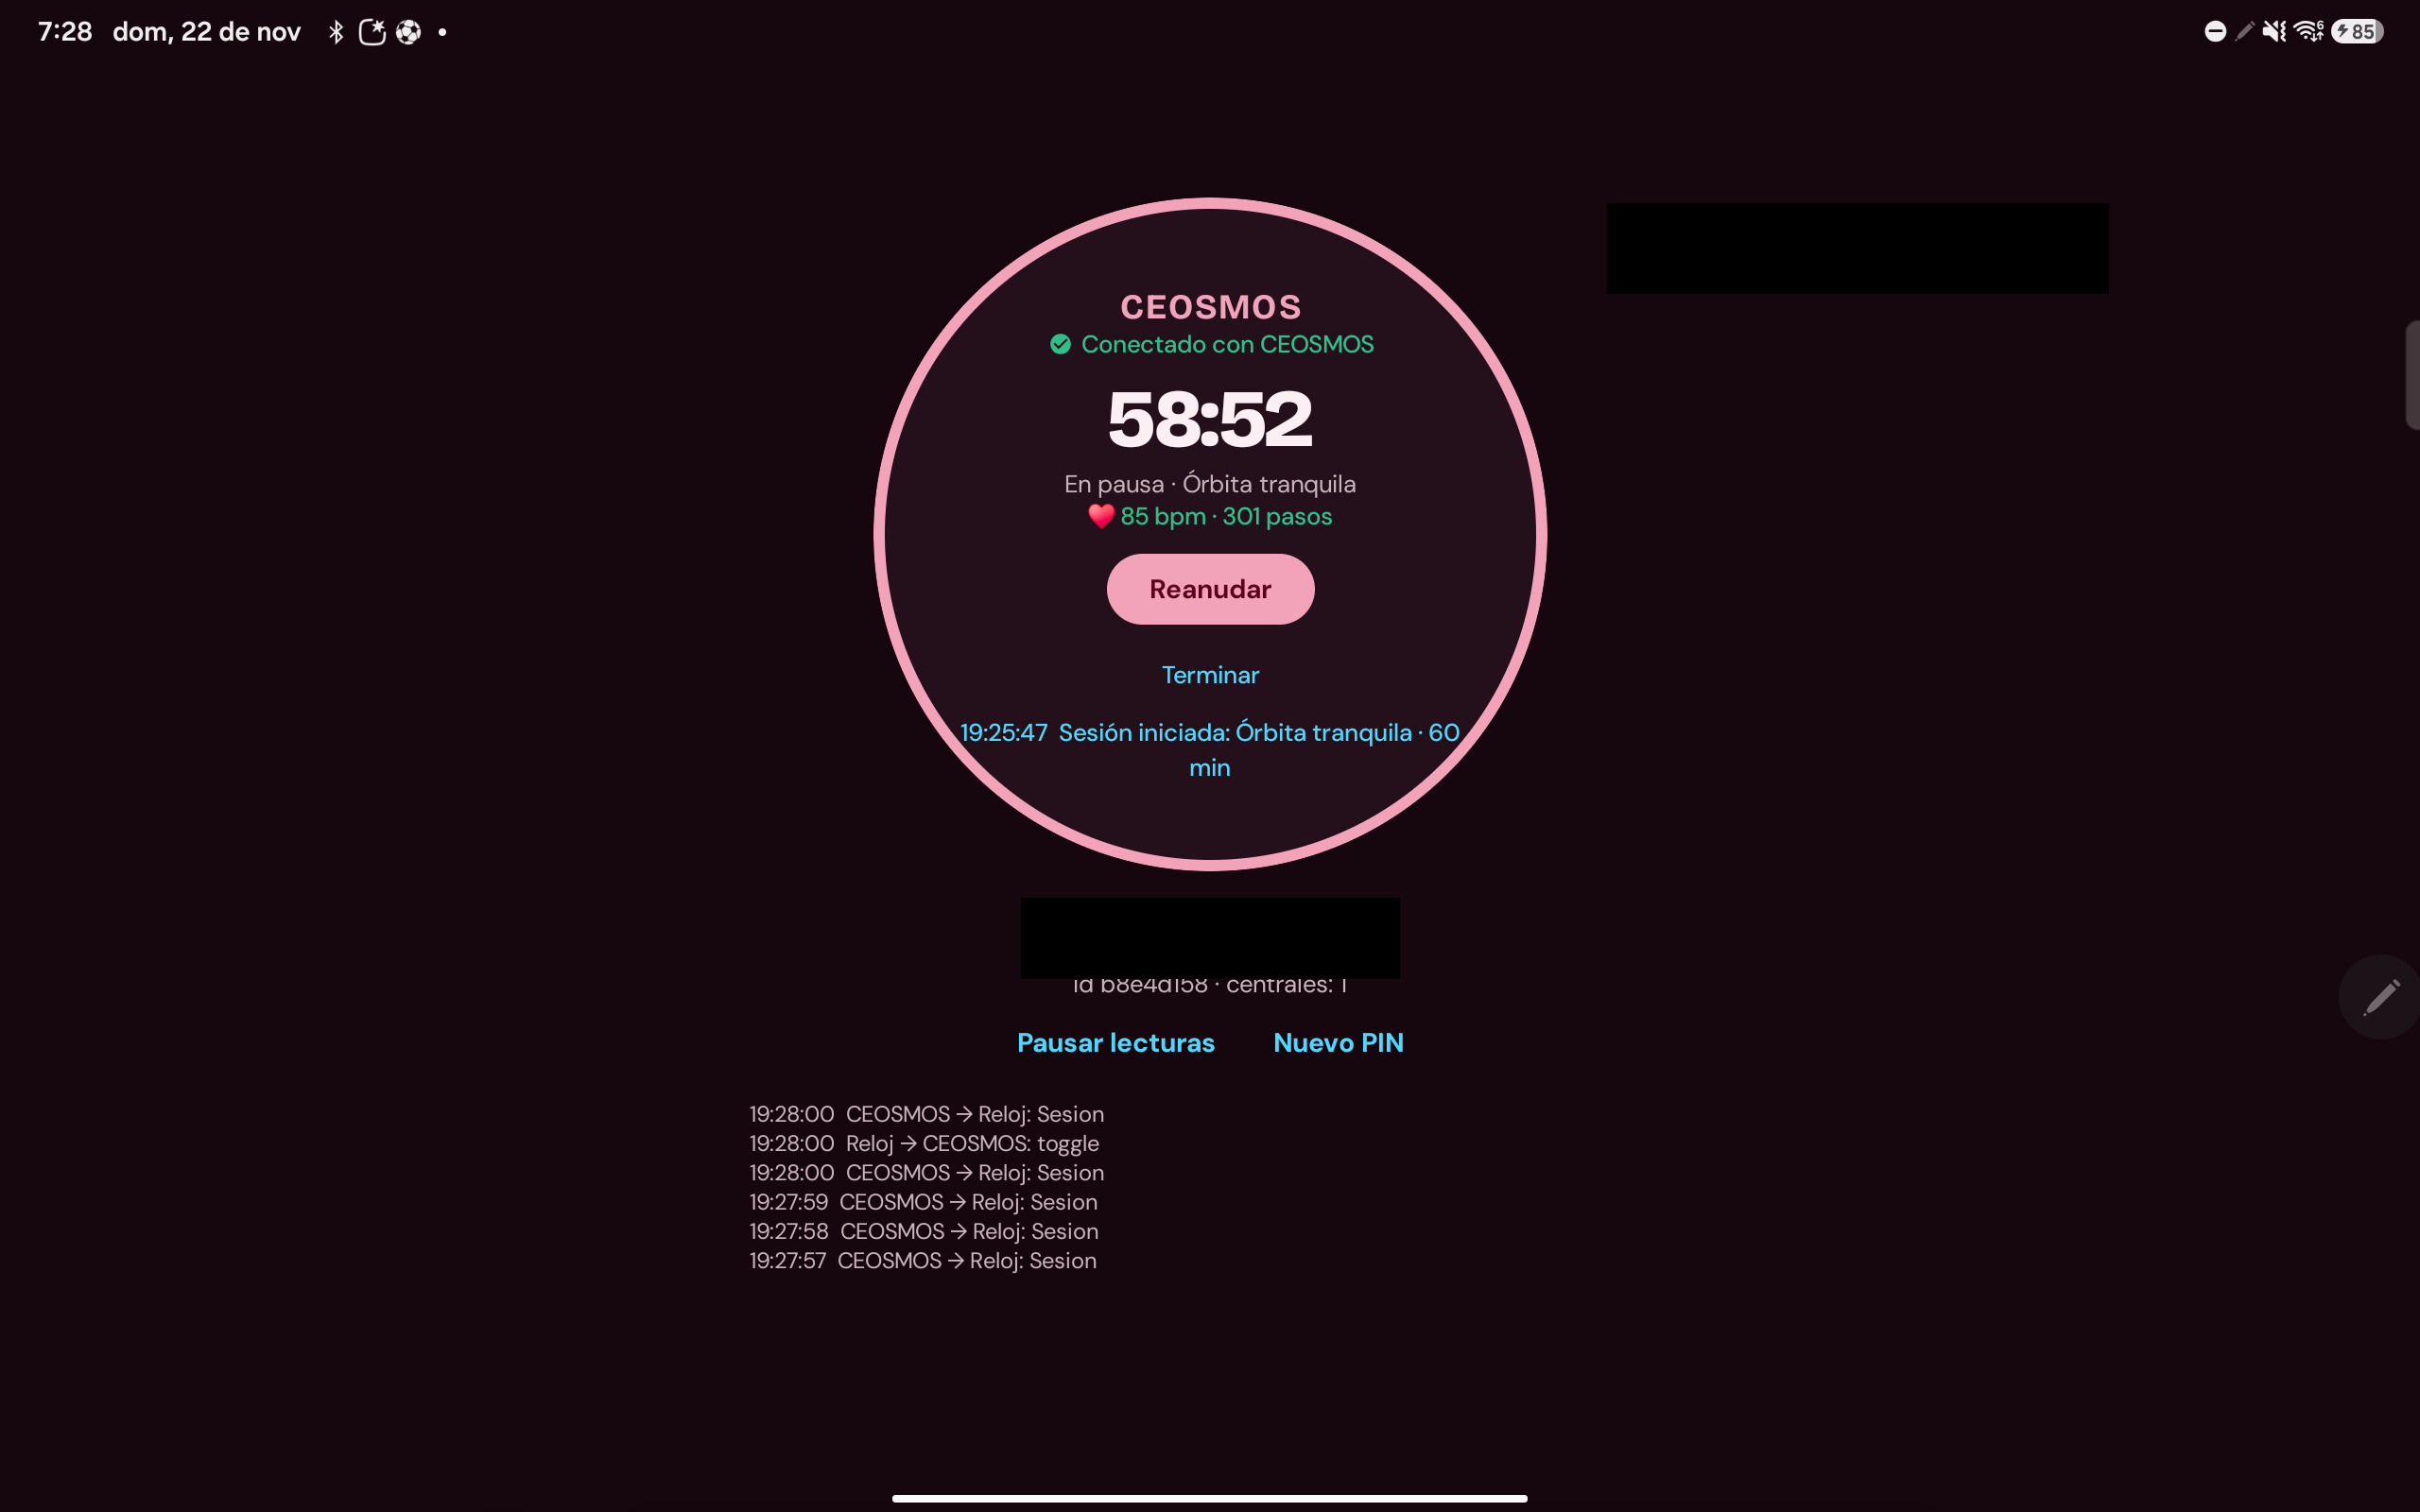 7:28 dom, 22 de nov
6
85
CEOSMOS
Conectado con CEOSMOS
58:52
En pausa · Órbita tranquila
85 bpm · 301 pasos
Reanudar
Terminar
19:25:47 Sesión iniciada: Órbita tranquila · 60
min
id b8e4d158 · centrales: 1
Pausar lecturas Nuevo PIN
19:28:00 CEOSMOS → Reloj: Sesion
19:28:00 Reloj → CEOSMOS: toggle
19:28:00 CEOSMOS → Reloj: Sesion
19:27:59 CEOSMOS → Reloj: Sesion
19:27:58 CEOSMOS → Reloj: Sesion
19:27:57 CEOSMOS → Reloj: Sesion